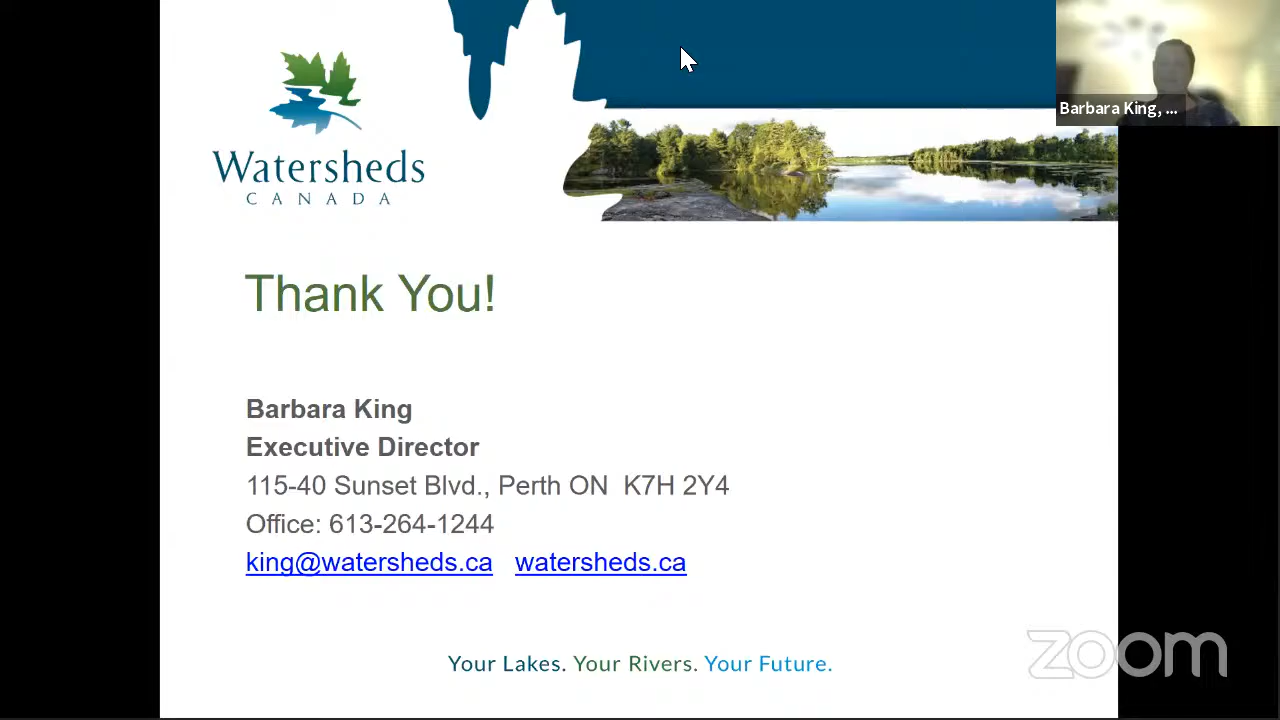 Watersheds
CANADA
Barbara King, ...
Thank You!
Barbara King
Executive Director
115-40 Sunset Blvd., Perth ON  K7H 2Y4
Office: 613-264-1244
king@watersheds.ca   watersheds.ca
Your Lakes. Your Rivers. Your Future.
zoom